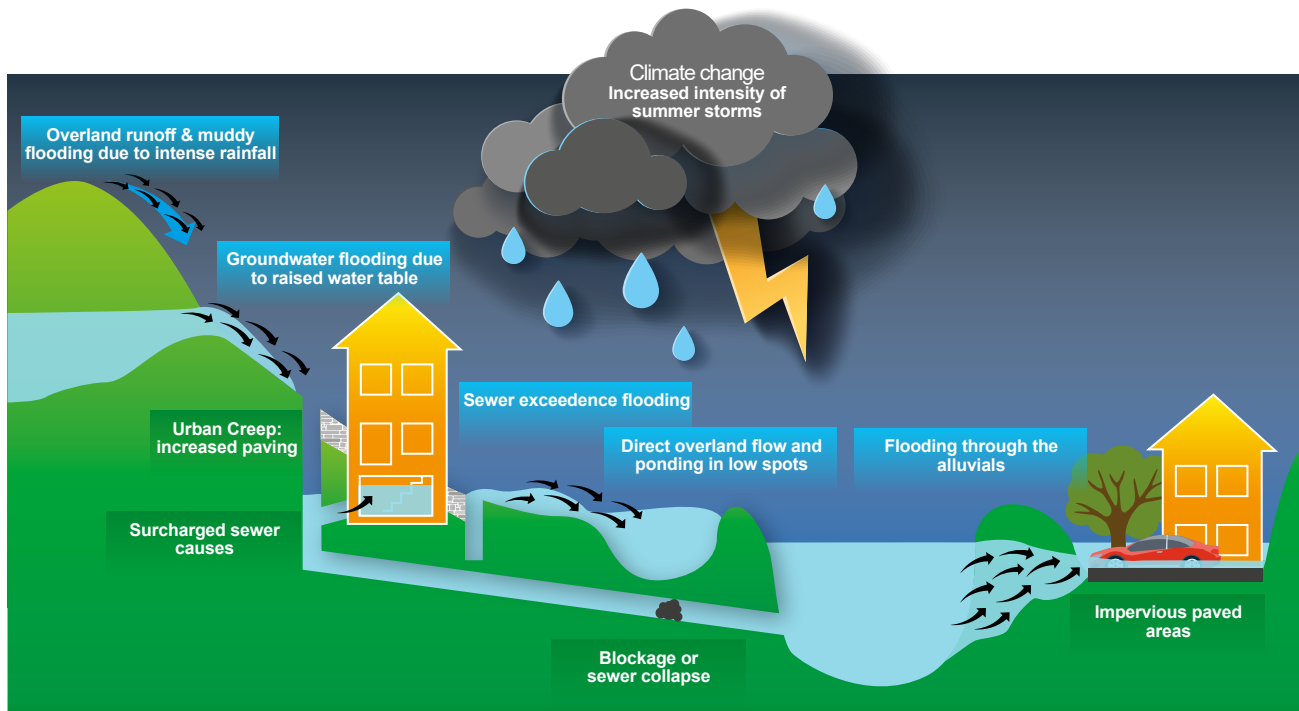 Climate change
Increased intensity of
summer storms
Overland runoff & muddy
flooding due to intense rainfall
Groundwater flooding due
to raised water table
Sewer exceedence flooding
Urban Creep:
increased paving
Direct overland flow and
ponding in low spots
Flooding through the
alluvials
Surcharged sewer
causes
Impervious paved
areas
Blockage or
sewer collapse